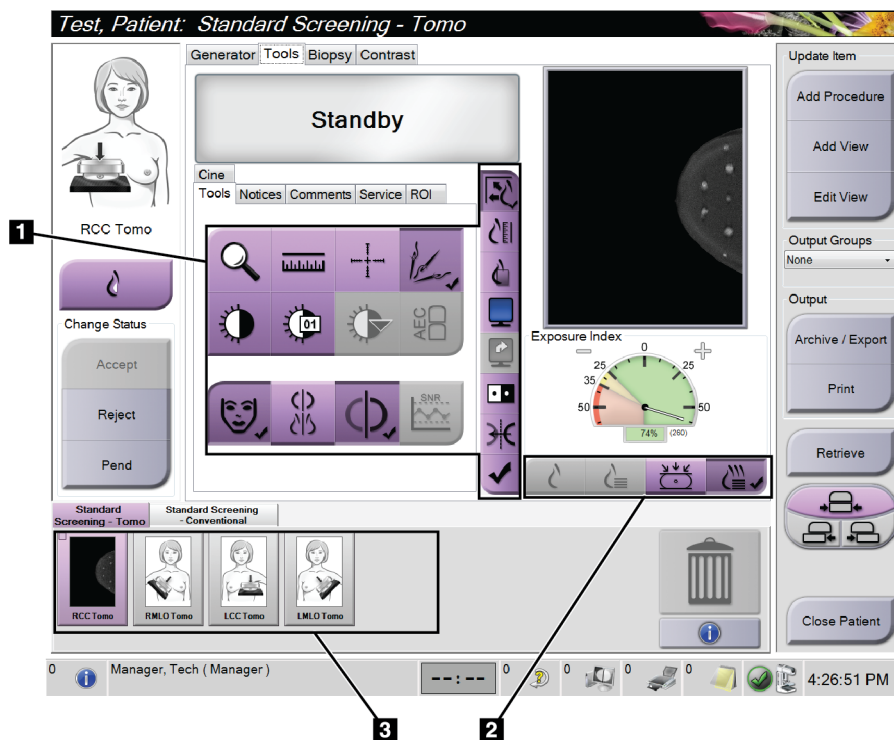 Test, Patient: Standard Screening - Tomo
Generator Tools Biopsy Contrast
Standby
Cine
Tools Notices Comments Service ROI
RCC Tomo
1
01
AEC
SNR
Change Status
Accept
Reject
Pend
Exposure Index
0
25 25
35
50 50
74% (260)
Update Item
Add Procedure
Add View
Edit View
Output Groups
None
Output
Archive / Export
Print
Retrieve
Close Patient
Standard
Screening - Tomo
Standard Screening
- Conventional
RCC Tomo
RMLO Tomo
LCC Tomo
LMLO Tomo
0 Manager, Tech ( Manager ) --:-- 0 0 0 0 4:26:51 PM
3 2